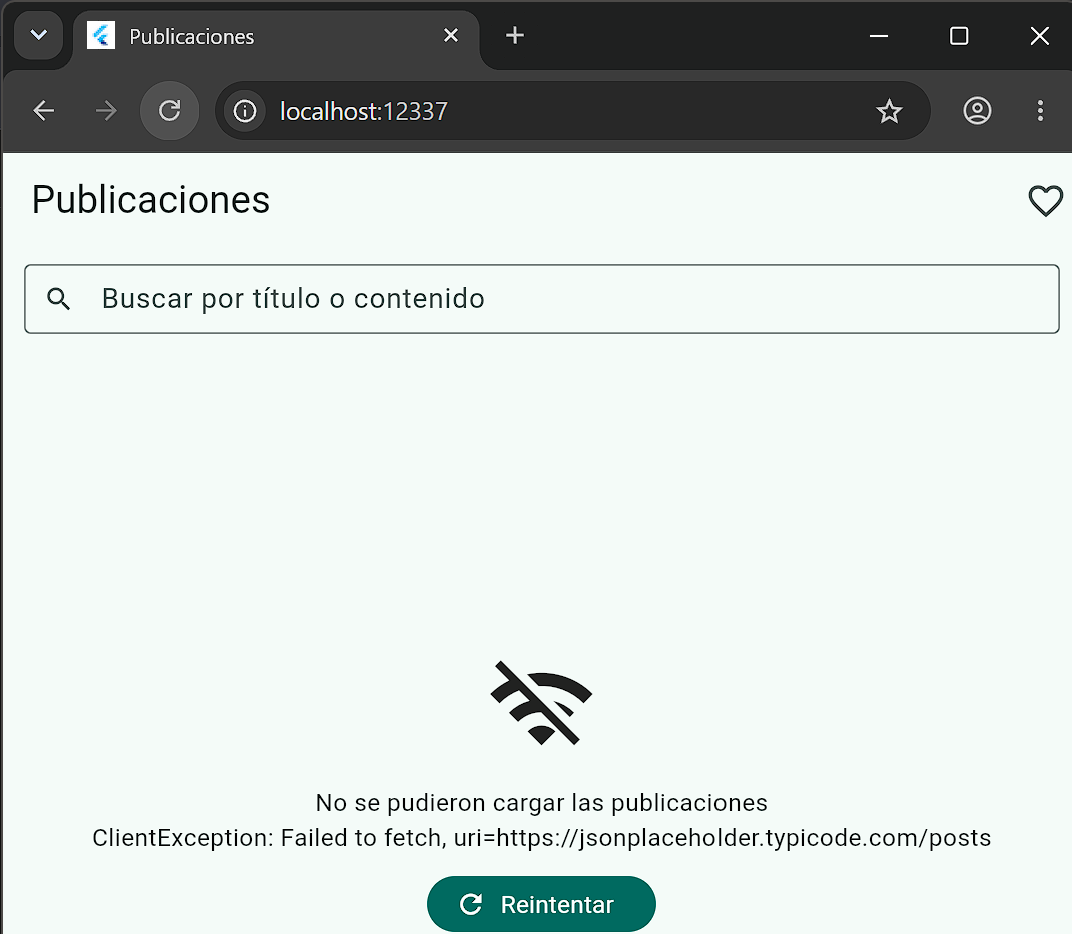 Publicaciones
localhost:12337
Publicaciones
Buscar por título o contenido
No se pudieron cargar las publicaciones
ClientException: Failed to fetch, uri=https://jsonplaceholder.typicode.com/posts
Reintentar